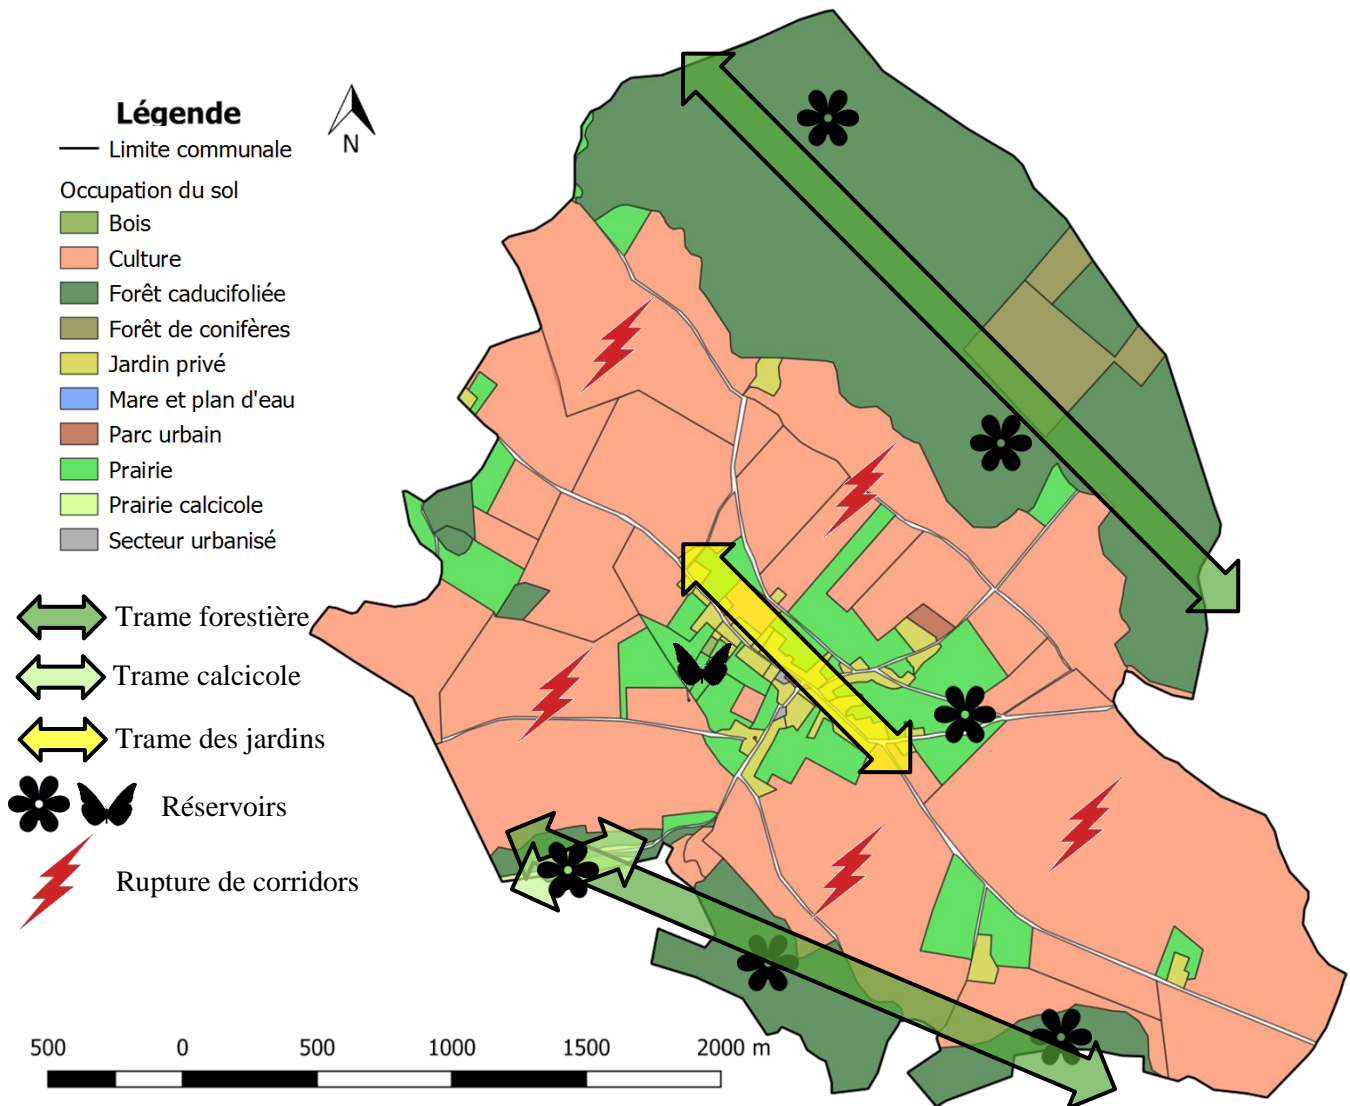 Légende
N
Limite communale
Occupation du sol
Bois
Culture
Forêt caducifoliée
Forêt de conifères
Jardin privé
Mare et plan d'eau
Parc urbain
Prairie
Prairie calcicole
Secteur urbanisé
Trame forestière
Trame calcicole
Trame des jardins
Réservoirs
Rupture de corridors
500 0 500 1000 1500 2000 m